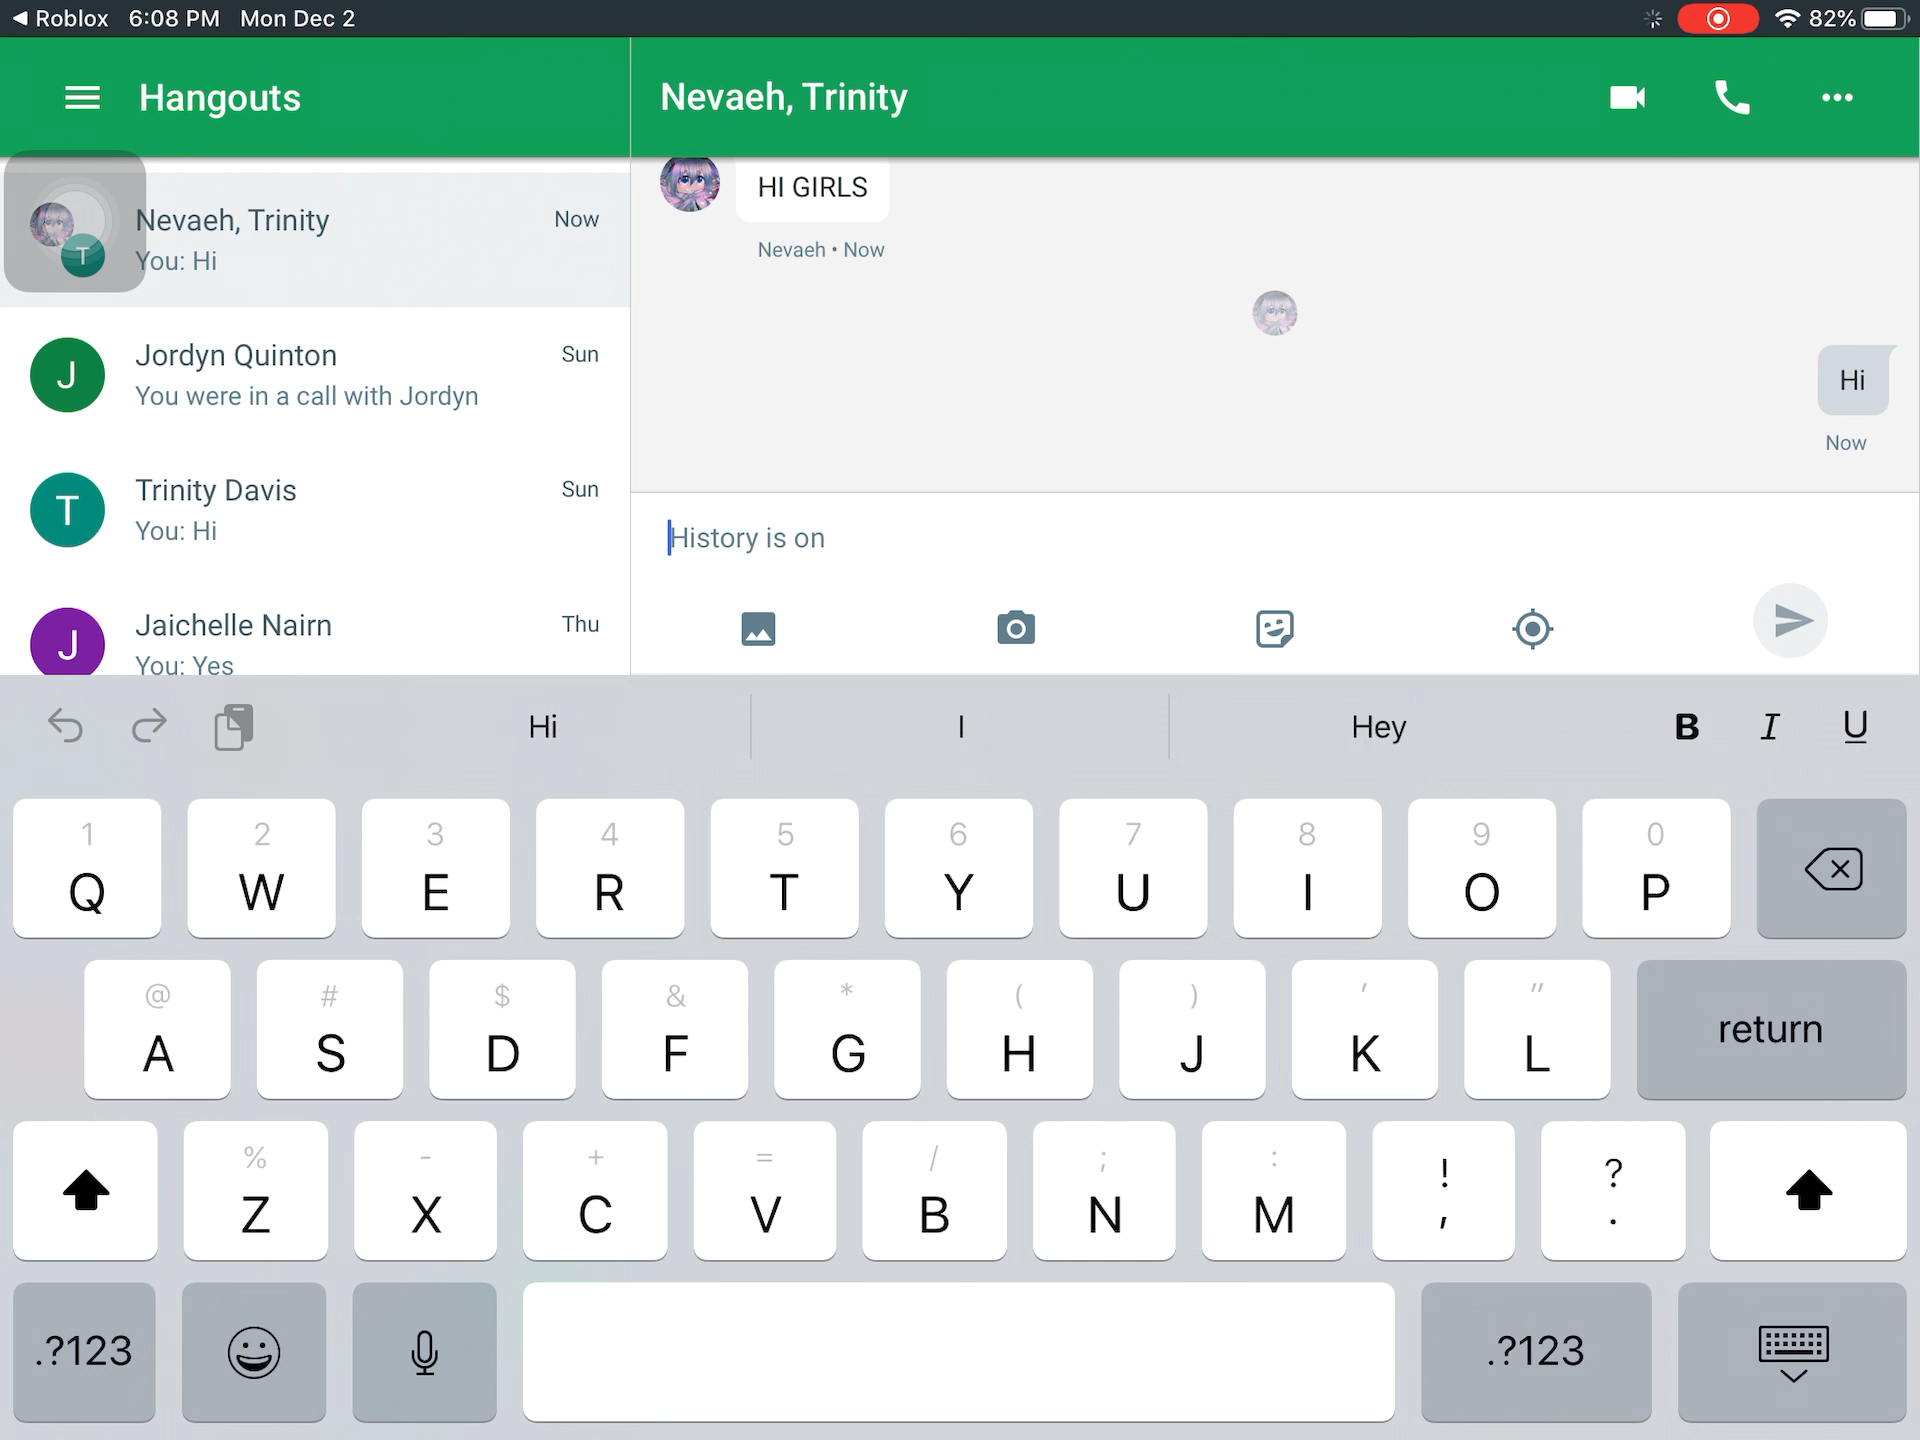 ◀ Roblox 6:08 PM Mon Dec 2 82%
Hangouts
Nevaeh, Trinity
Nevaeh, Trinity Now
You: Hi
T
J
Jordyn Quinton Sun
You were in a call with Jordyn
T
Trinity Davis Sun
You: Hi
J
Jaichelle Nairn Thu
You: Yes
HI GIRLS
Nevaeh • Now
Hi
Now
History is on
Hi I Hey B I U
1 2 3 4 5 6 7 8 9 0
Q W E R T Y U I O P
@ # $ & * ( ) ' "
A S D F G H J K L return
% - + = / ; : ! ?
Z X C V B N M , .
.?123 .?123